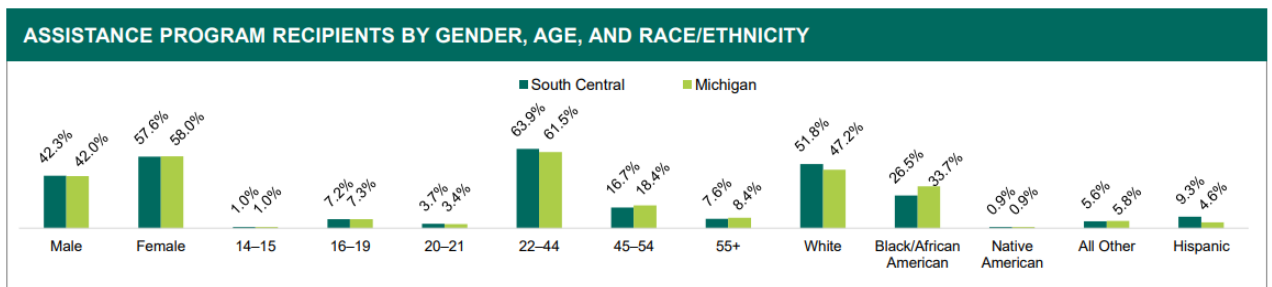 ASSISTANCE PROGRAM RECIPIENTS BY GENDER, AGE, AND RACE/ETHNICITY
South Central Michigan
42.3% 42.0% 57.6% 58.0% 1.0% 1.0% 7.2% 7.3% 3.7% 3.4% 63.9% 61.5% 16.7% 18.4% 7.6% 8.4% 51.8% 47.2% 26.5% 33.7% 0.9% 0.9% 5.6% 5.8% 9.3% 4.6%
Male Female 14–15 16–19 20–21 22–44 45–54 55+ White Black/African Native All Other Hispanic
American American